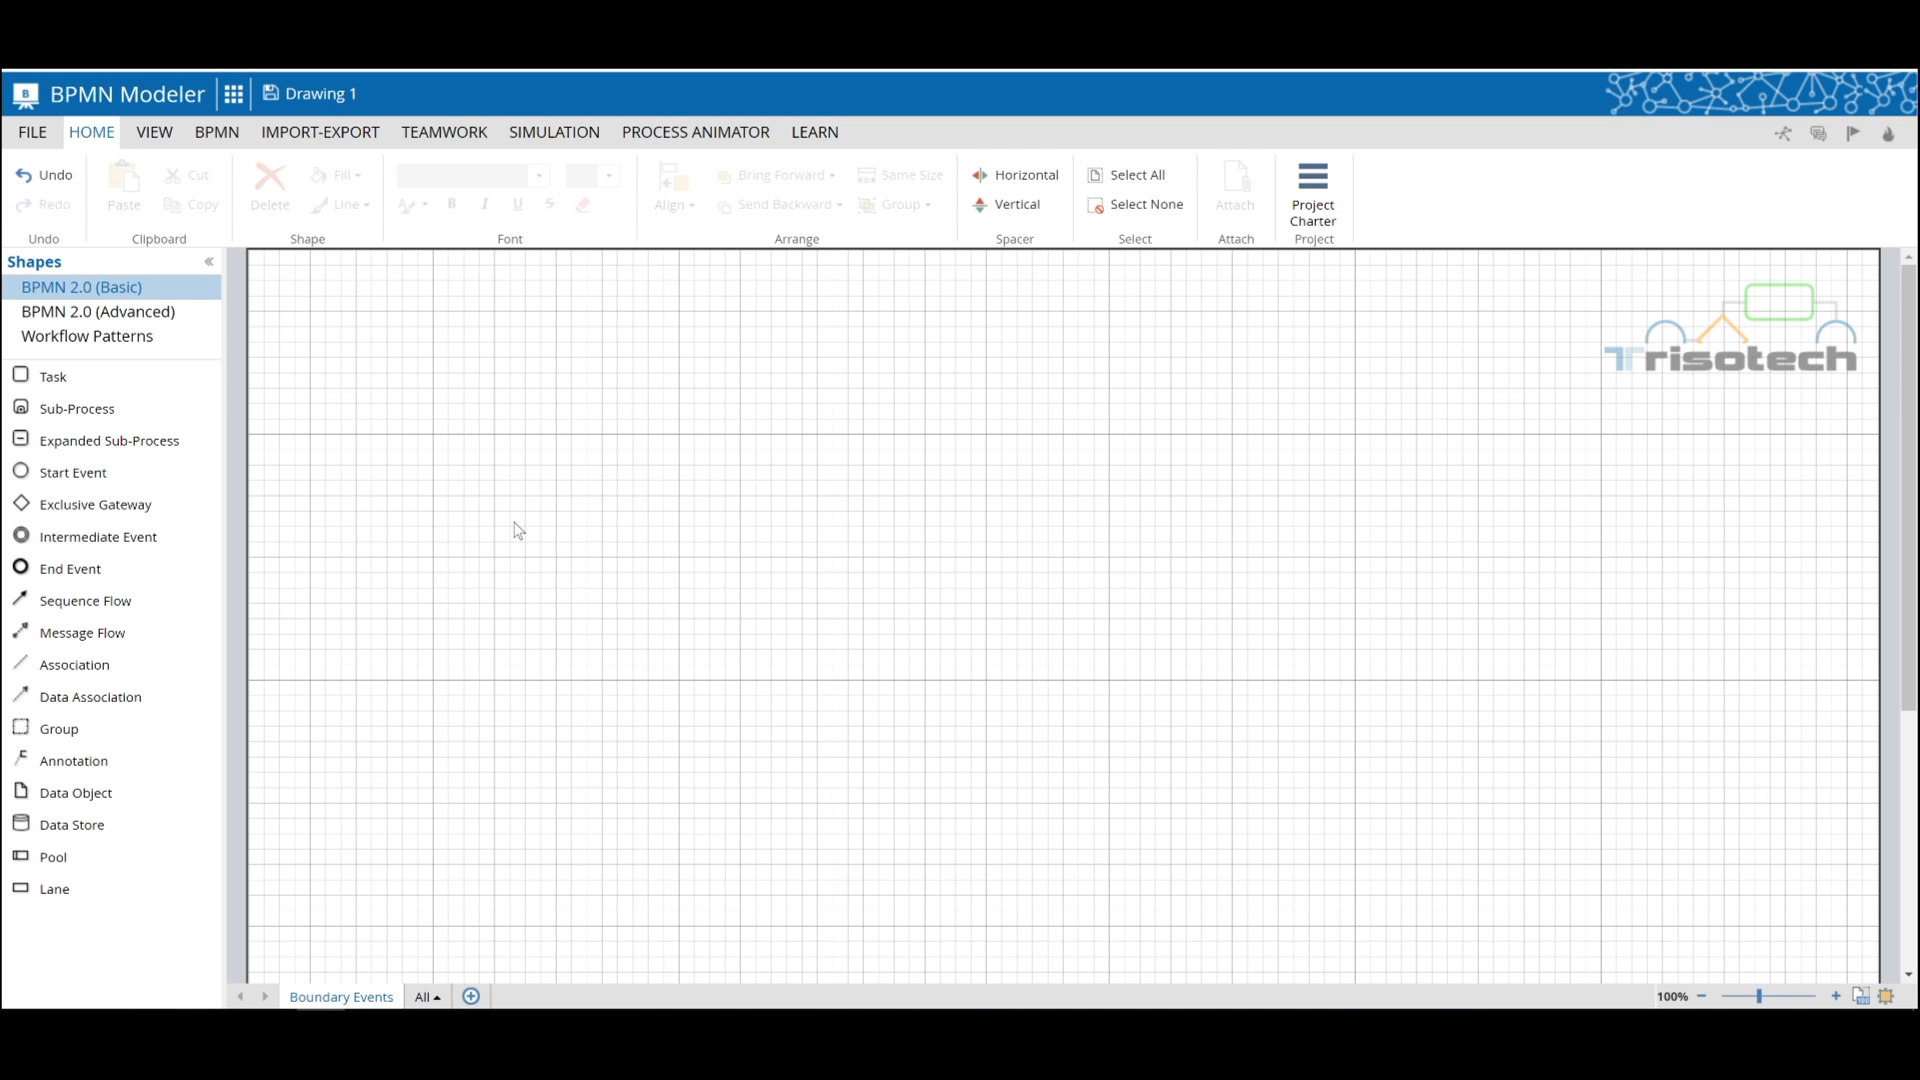 BPMN Modeler
Drawing 1
FILE HOME VIEW BPMN IMPORT-EXPORT TEAMWORK SIMULATION PROCESS ANIMATOR LEARN
Undo Cut Fill Bring Forward Same Size Horizontal Select All
Redo Paste Copy Delete Line B I U S Align Send Backward Group Vertical Select None Attach Project
Charter
Undo Clipboard Shape Font Arrange Spacer Select Attach Project
Shapes
BPMN 2.0 (Basic)
BPMN 2.0 (Advanced)
Workflow Patterns
Trisotech
Task
Sub-Process
Expanded Sub-Process
Start Event
Exclusive Gateway
Intermediate Event
End Event
Sequence Flow
Message Flow
Association
Data Association
Group
Annotation
Data Object
Data Store
Pool
Lane
Boundary Events All 100%